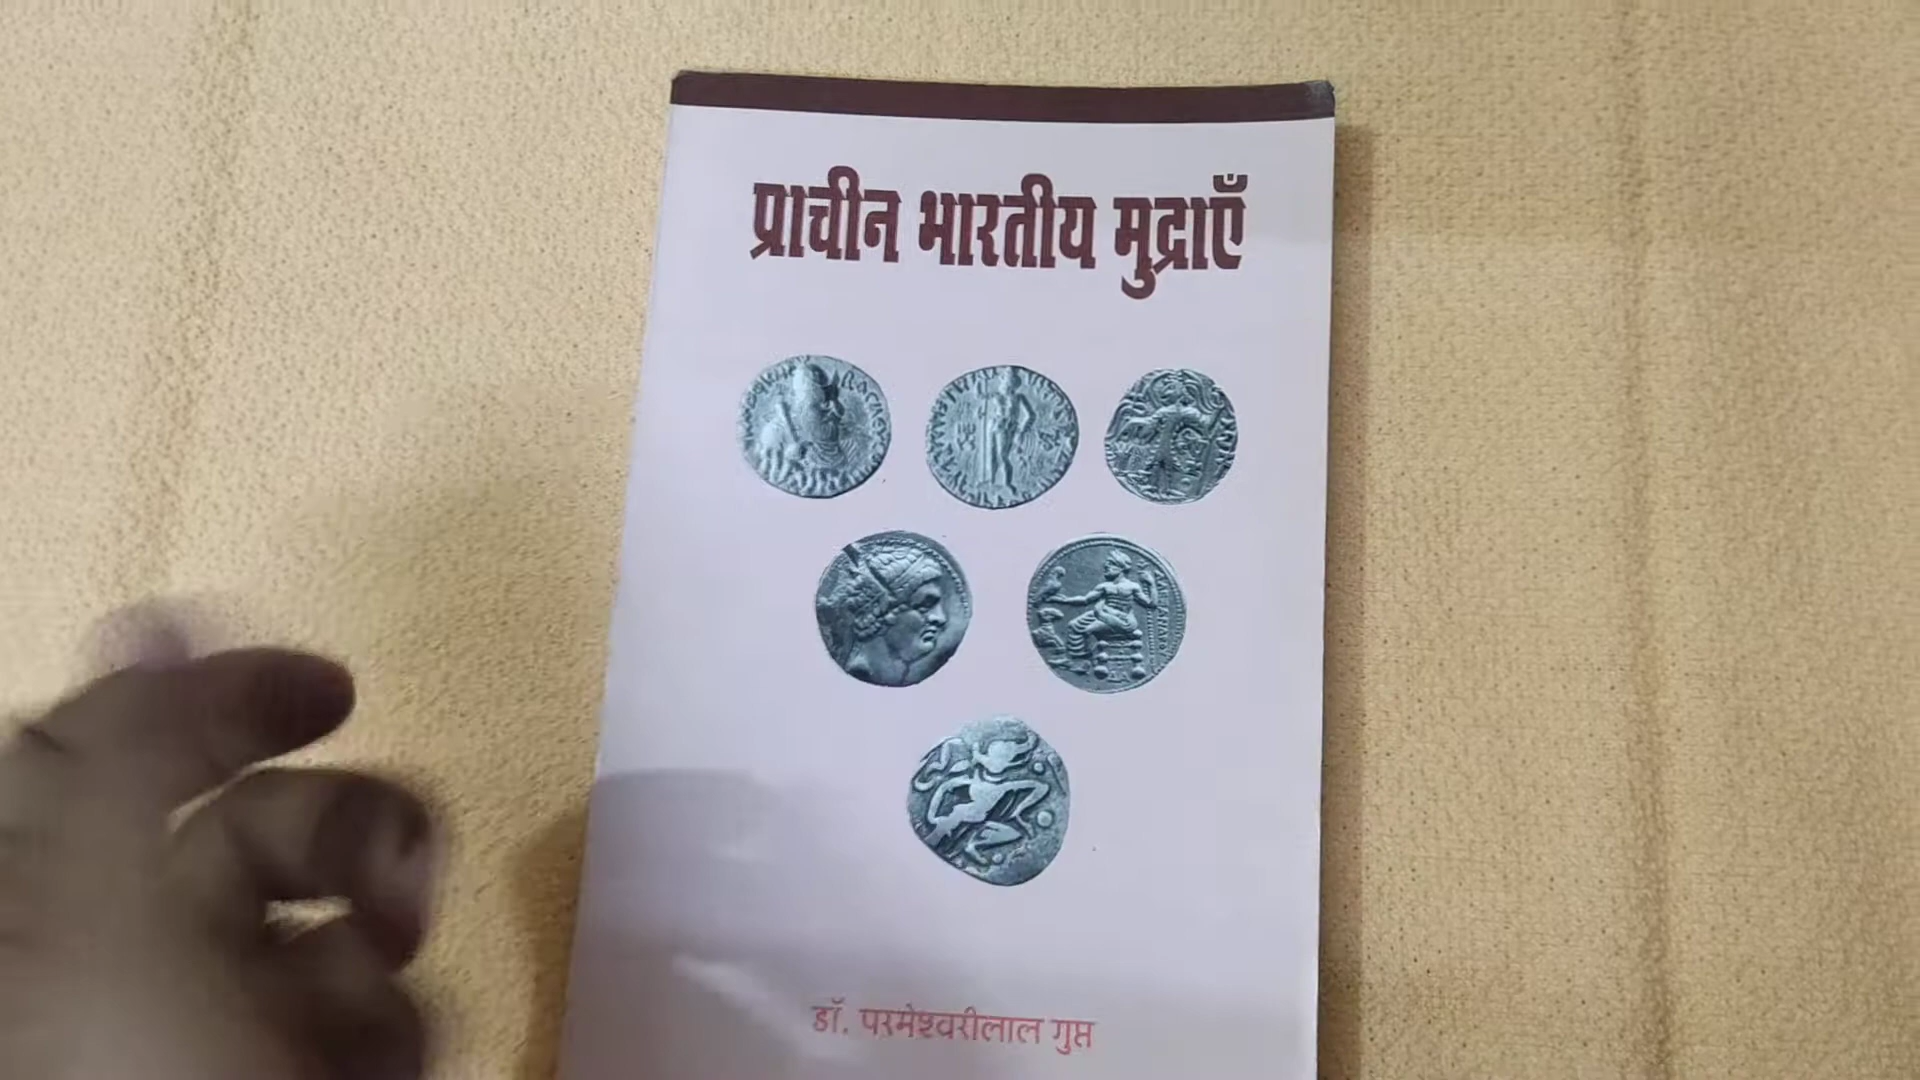 प्राचीन भारतीय मुद्राएँ
डॉ. परमेश्वरीलाल गुप्त